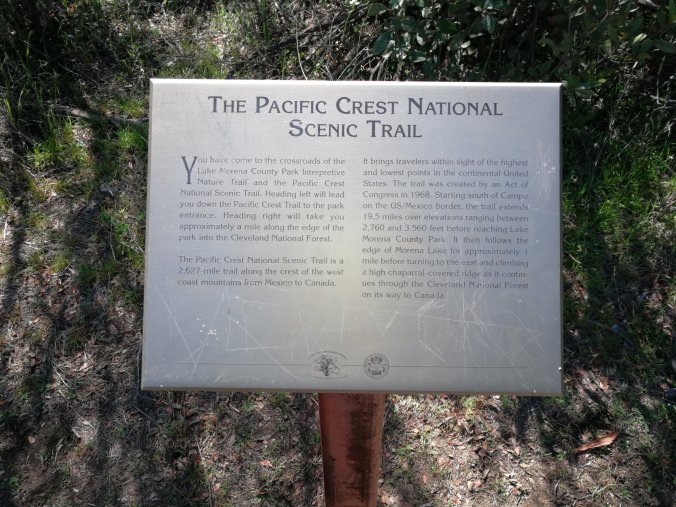 THE PACIFIC CREST NATIONAL
SCENIC TRAIL
You have come to the crossroads of the
Lake Morena County Park Interpretive
Nature Trail and the Pacific Crest
National Scenic Trail. Heading left will lead
you down the Pacific Crest Trail to the park
entrance. Heading right will take you
approximately a mile along the edge of the
park into the Cleveland National Forest.
The Pacific Crest National Scenic Trail is a
2,627-mile trail along the crest of the west
coast mountains from Mexico to Canada.
It brings travelers within sight of the highest
and lowest points in the continental United
States. The trail was created by an Act of
Congress in 1968. Starting south of Campo
on the US/Mexico border, the trail extends
19.5 miles over elevations ranging between
2,760 and 3,560 feet before reaching Lake
Morena County Park. It then follows the
edge of Morena Lake for approximately 1
mile before turning to the east and climbing
a high chaparral-covered ridge as it contin-
ues through the Cleveland National Forest
on its way to Canada.